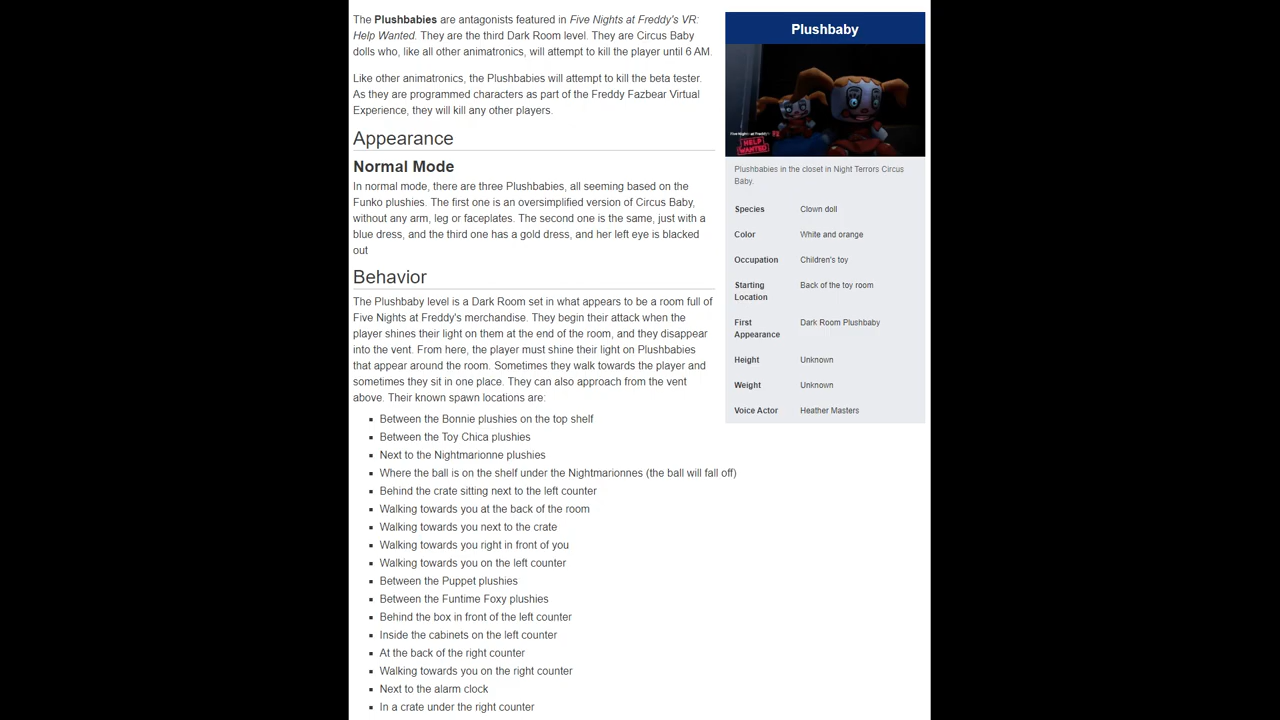 The Plushbabies are antagonists featured in Five Nights at Freddy's VR:
Help Wanted. They are the third Dark Room level. They are Circus Baby
dolls who, like all other animatronics, will attempt to kill the player until 6 AM.
Like other animatronics, the Plushbabies will attempt to kill the beta tester.
As they are programmed characters as part of the Freddy Fazbear Virtual
Experience, they will kill any other players.
Appearance
Normal Mode
In normal mode, there are three Plushbabies, all seeming based on the
Funko plushies. The first one is an oversimplified version of Circus Baby,
without any arm, leg or faceplates. The second one is the same, just with a
blue dress, and the third one has a gold dress, and her left eye is blacked
out
Behavior
The Plushbaby level is a Dark Room set in what appears to be a room full of
Five Nights at Freddy's merchandise. They begin their attack when the
player shines their light on them at the end of the room, and they disappear
into the vent. From here, the player must shine their light on Plushbabies
that appear around the room. Sometimes they walk towards the player and
sometimes they sit in one place. They can also approach from the vent
above. Their known spawn locations are:
Between the Bonnie plushies on the top shelf
Between the Toy Chica plushies
Next to the Nightmarionne plushies
Where the ball is on the shelf under the Nightmarionnes (the ball will fall off)
Behind the crate sitting next to the left counter
Walking towards you at the back of the room
Walking towards you next to the crate
Walking towards you right in front of you
Walking towards you on the left counter
Between the Puppet plushies
Between the Funtime Foxy plushies
Behind the box in front of the left counter
Inside the cabinets on the left counter
At the back of the right counter
Walking towards you on the right counter
Next to the alarm clock
In a crate under the right counter
Plushbaby
Five Nights at Freddy's VR
HELP
WANTED
Plushbabies in the closet in Night Terrors Circus
Baby.
Species Clown doll
Color White and orange
Occupation Children's toy
Starting Back of the toy room
Location
First Dark Room Plushbaby
Appearance
Height Unknown
Weight Unknown
Voice Actor Heather Masters